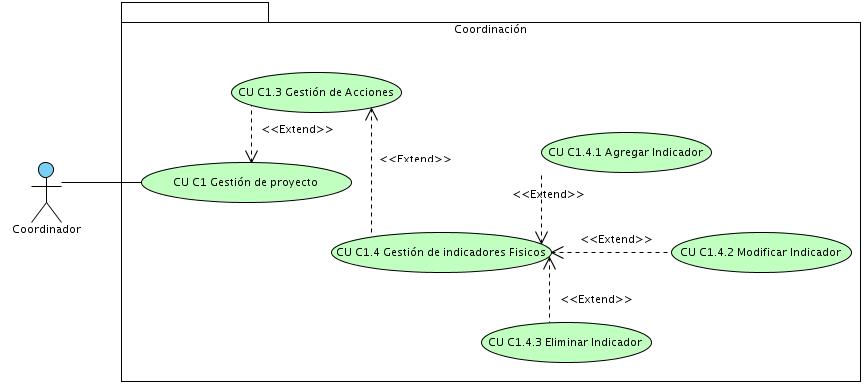 Coordinación
CU C1.3 Gestión de Acciones
<<Extend>>
CU C1 Gestión de proyecto
Coordinador
<<Extend>>
CU C1.4 Gestión de indicadores Fisicos
CU C1.4.1 Agregar Indicador
<<Extend>>
<<Extend>>
CU C1.4.2 Modificar Indicador
<<Extend>>
CU C1.4.3 Eliminar Indicador